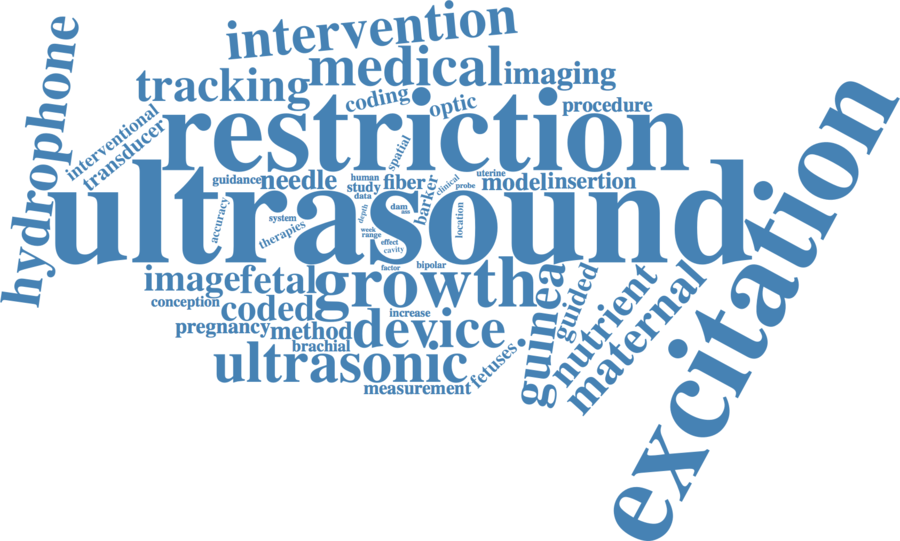 intervention
medical
imaging
tracking
coding
optic
procedure
hydrophone
interventional
transducer
restriction
spatial
excitation
guidance
needle
human
study
data
fiber
barker
clinical
probe
uterine
model
insertion
ultrasound
accuracy
system
therapies
depth
dam
week
range
effect
cavity
location
factor
bipolar
image
fetal
growth
conception
coded
increase
pregnancy
method
device
brachial
ultrasonic
measurement
fetuses.
guinea
guided
nutrient
maternal